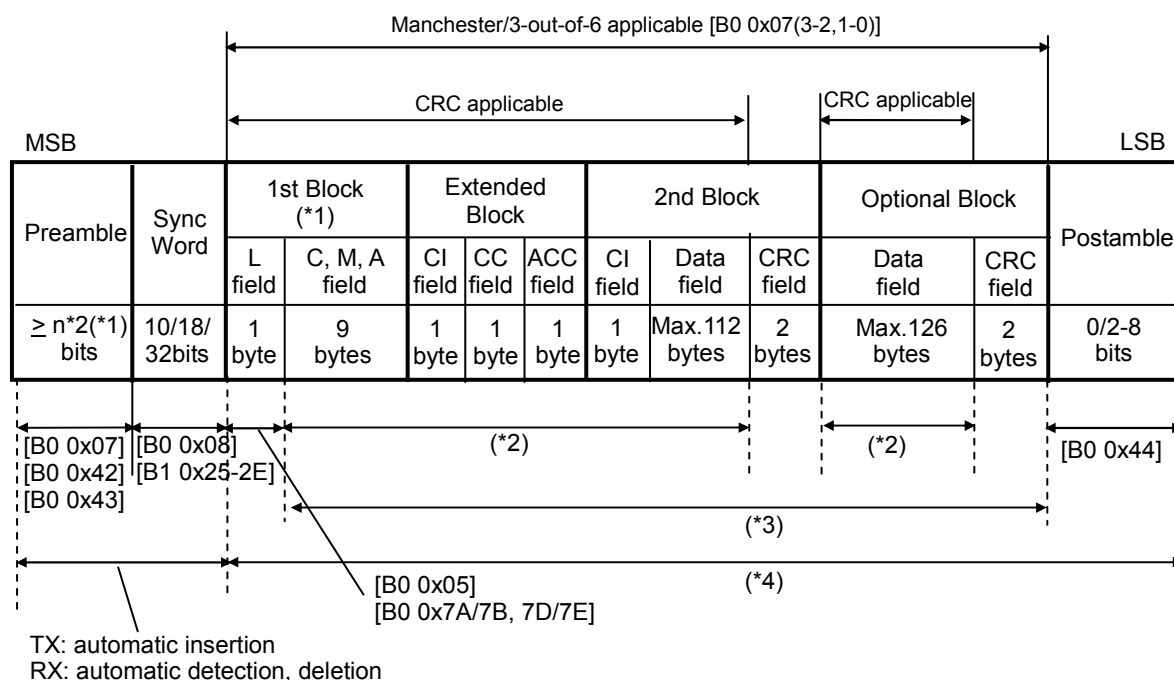 Manchester/3-out-of-6 applicable [B0 0x07(3-2,1-0)]
CRC applicable
CRC applicable
MSB
LSB
Preamble
Sync
Word
1st Block
(*1)
Extended
Block
2nd Block
Optional Block
Postamble
L
field
C, M, A
field
CI
field
CC
field
ACC
field
CI
field
Data
field
CRC
field
Data
field
CRC
field
≥ n*2(*1)
bits
10/18/
32bits
1
byte
9
bytes
1
byte
1
byte
1
byte
1
byte
Max.112
bytes
2
bytes
Max.126
bytes
2
bytes
0/2-8
bits
[B0 0x07]
[B0 0x42]
[B0 0x43]
[B0 0x08]
[B1 0x25-2E]
(*2)
(*2)
[B0 0x44]
(*3)
(*4)
[B0 0x05]
[B0 0x7A/7B, 7D/7E]
TX: automatic insertion
RX: automatic detection, deletion